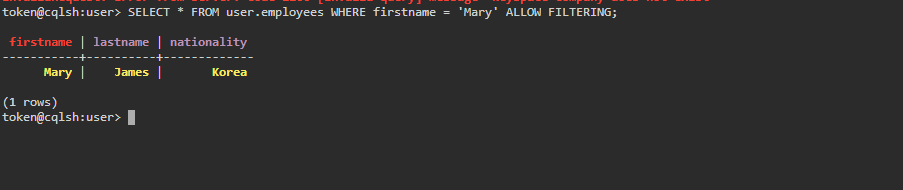 token@cqlsh:user> SELECT * FROM user.employees WHERE firstname = 'Mary' ALLOW FILTERING;
firstname | lastname | nationality
-----------+----------+-------------
Mary | James | Korea
(1 rows)
token@cqlsh:user>